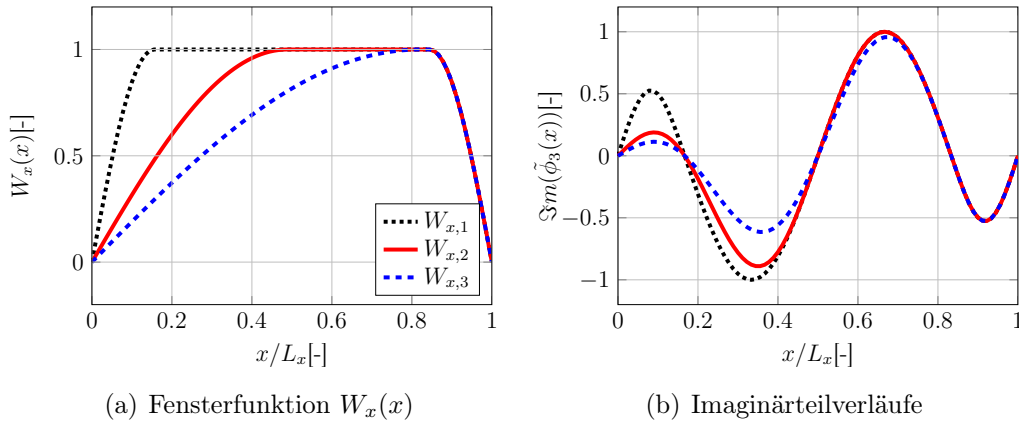 1
0.5
0
W_x(x)[-]
W_{x,1}
W_{x,2}
W_{x,3}
0 0.2 0.4 0.6 0.8 1
x/L_x[-]
(a) Fensterfunktion W_x(x)
1
0.5
0
−0.5
−1
ℑm(φ̃_3(x))[-]
0 0.2 0.4 0.6 0.8 1
x/L_x[-]
(b) Imaginärteilverläufe